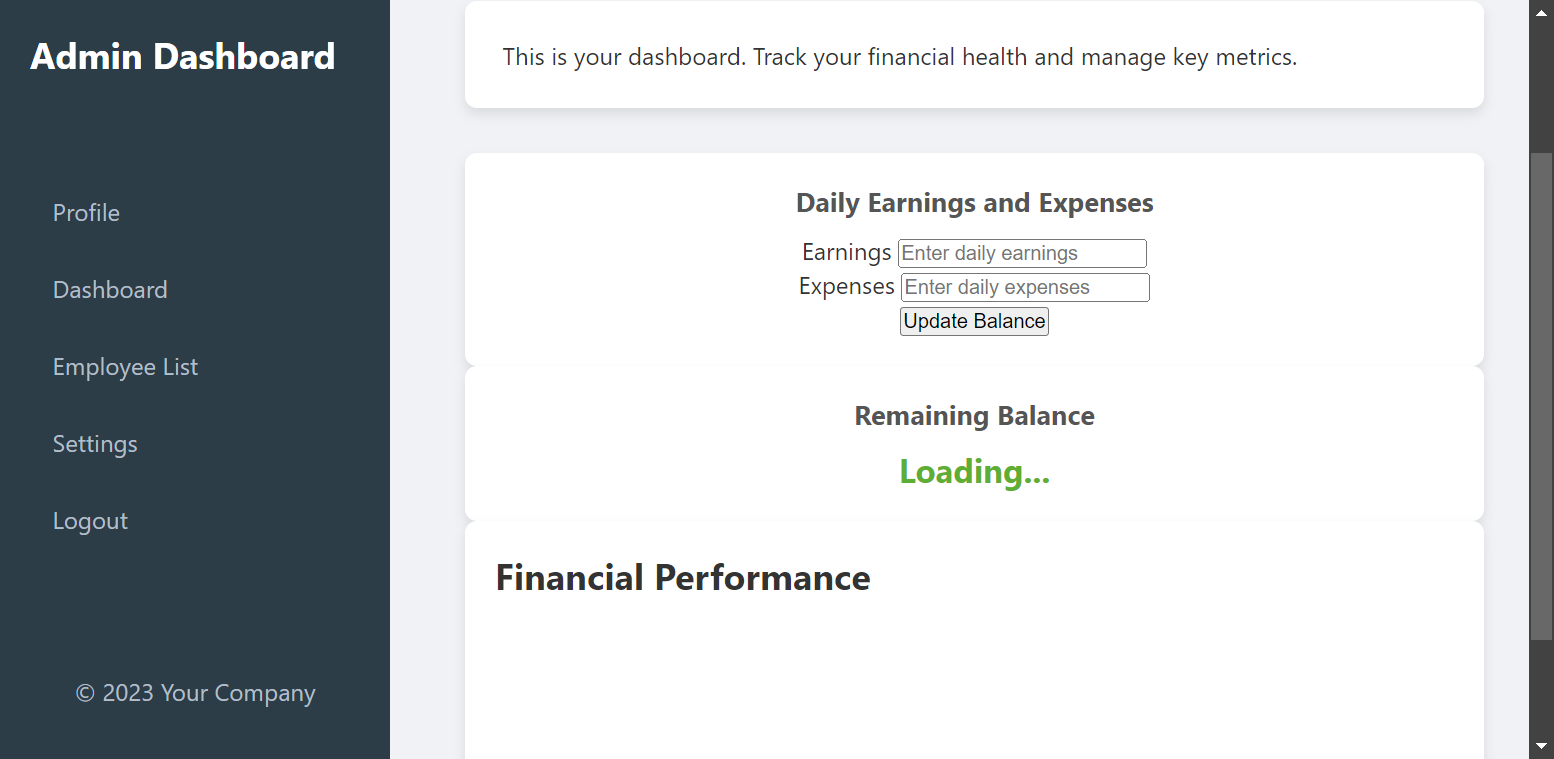 Admin Dashboard
Profile
Dashboard
Employee List
Settings
Logout
© 2023 Your Company
This is your dashboard. Track your financial health and manage key metrics.
Daily Earnings and Expenses
Earnings Enter daily earnings
Expenses Enter daily expenses
Update Balance
Remaining Balance
Loading...
Financial Performance